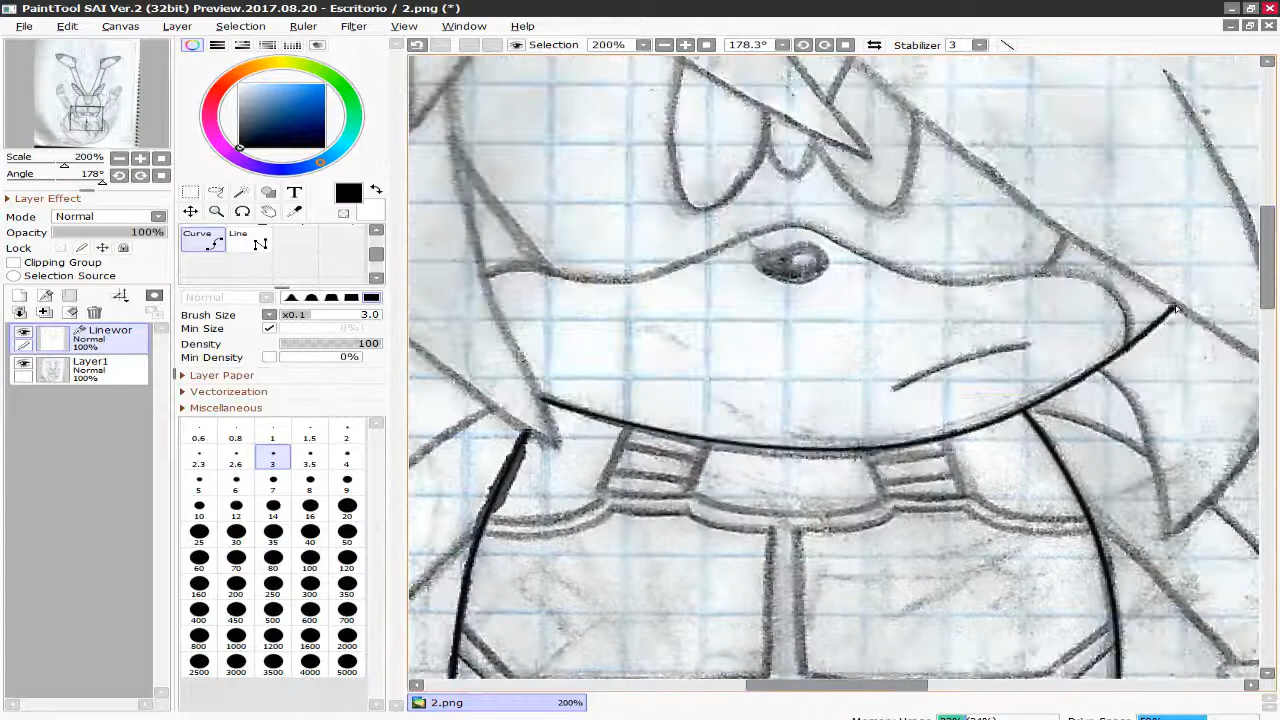 PaintTool SAI Ver.2 (32bit) Preview.2017.08.20 - Escritorio / 2.png (*)
File Edit Canvas Layer Selection Ruler Filter View Window Help
Selection 200% 178.3° Stabilizer 3
Scale 200%
Angle 178°
Layer Effect
Mode Normal
Opacity 100%
Lock
Clipping Group
Selection Source
Linewor
Normal
100%
Layer1
Normal
100%
T
Curve Line
Normal
Brush Size x0.1 3.0
Min Size 0%
Density 100
Min Density 0%
Layer Paper
Vectorization
Miscellaneous
0.6 0.8 1 1.5 2
2.3 2.6 3 3.5 4
5 6 7 8 9
10 12 14 16 20
25 30 35 40 50
60 70 80 100 120
160 200 250 300 350
400 450 500 600 700
800 1000 1200 1600 2000
2500 3000 3500 4000 5000
2.png 200%